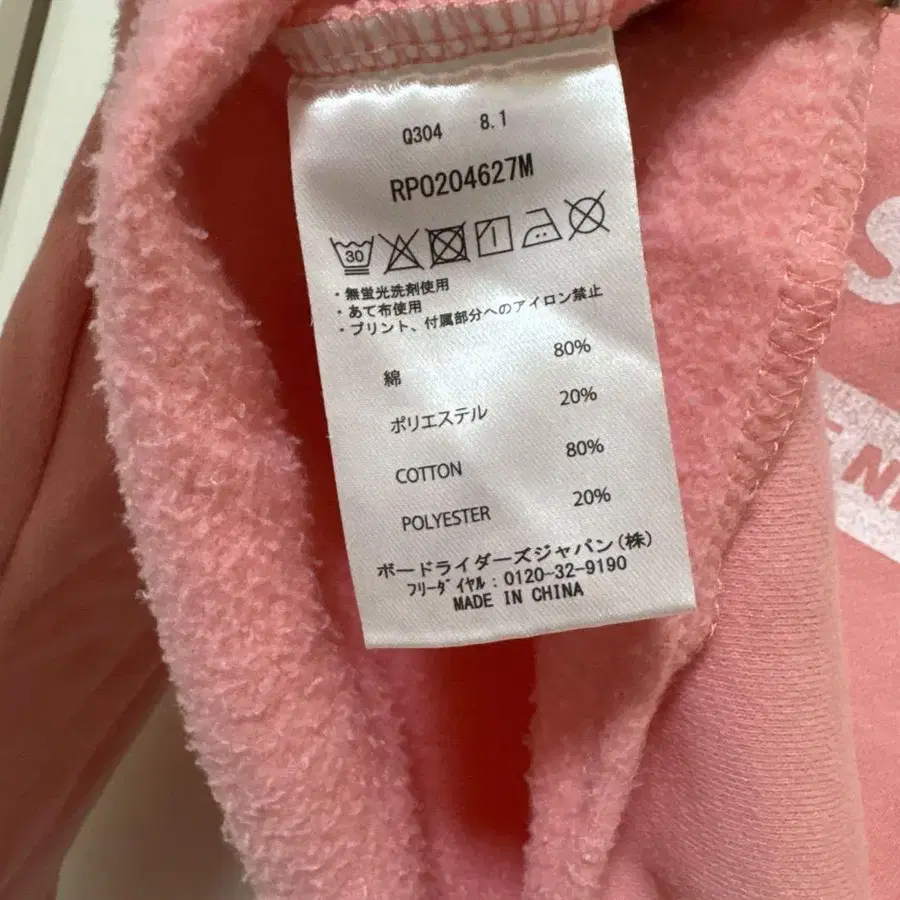 Q304 8.1
RPO204627M
30
・無蛍光洗剤使用
・あて布使用
・プリント、付属部分へのアイロン禁止
綿 80%
ポリエステル 20%
COTTON 80%
POLYESTER 20%
ボードライダーズジャパン(株)
フリーダイヤル:0120-32-9190
MADE IN CHINA
S